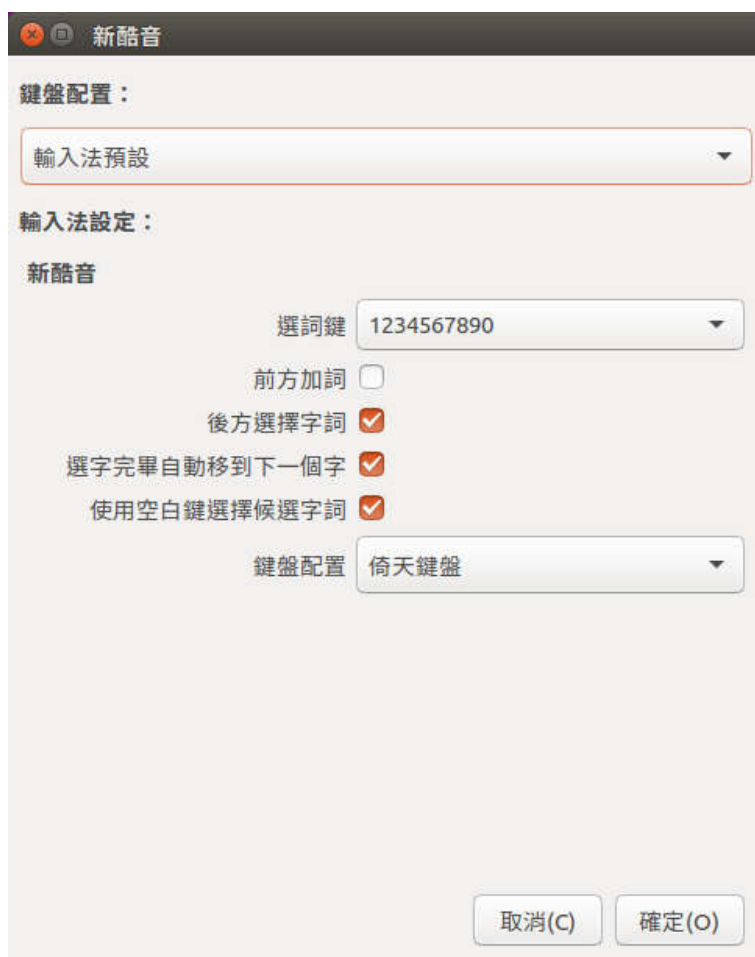 新酷音
鍵盤配置：
輸入法預設
輸入法設定：
新酷音
選詞鍵 1234567890
前方加詞
後方選擇字詞
選字完畢自動移到下一個字
使用空白鍵選擇候選字詞
鍵盤配置 倚天鍵盤
取消(C) 確定(O)